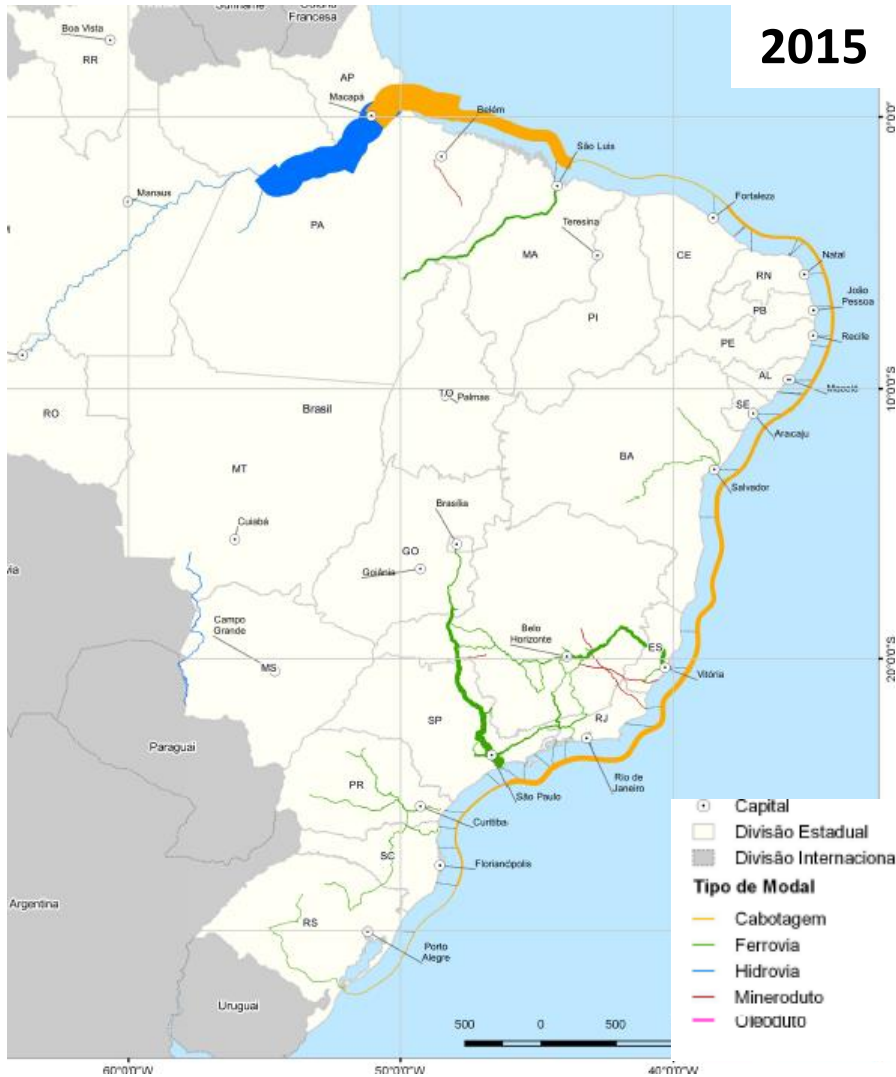 Francesa
2015
Boa Vista
RR
AP
Macapá
Belém
0°0'0"
São Luis
Manaus
Fortaleza
PA
Teresina
MA
CE
Natal
RN
João
Pessoa
PB
PI
PE
Recife
AL
Maceió
10°0'0"S
TO
Palmas
Brasil
SE
RO
Aracaju
BA
MT
Salvador
Brasília
Cuiabá
GO
Goiânia
Campo
Grande
Belo
Horizonte
ES
MS
20°0'0"S
Vitória
SP
RJ
Paraguai
Rio de
Janeiro
PR
São Paulo
Curitiba
SC
Florianópolis
Argentina
RS
Porto
Alegre
Uruguai
500
0
500
60°0'0"W
50°0'0"W
40°0'0"W
Capital
Divisão Estadual
Divisão Internaciona
Tipo de Modal
Cabotagem
Ferrovia
Hidrovia
Mineroduto
Oleoduto